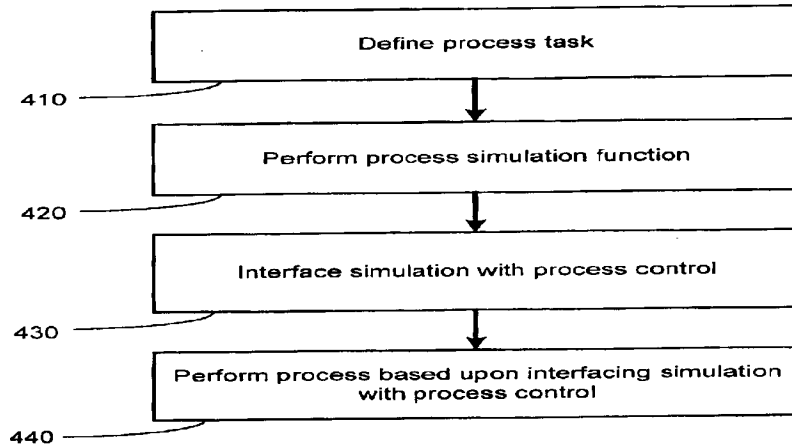 Define process task
410
Perform process simulation function
420
Interface simulation with process control
430
Perform process based upon interfacing simulation
with process control
440